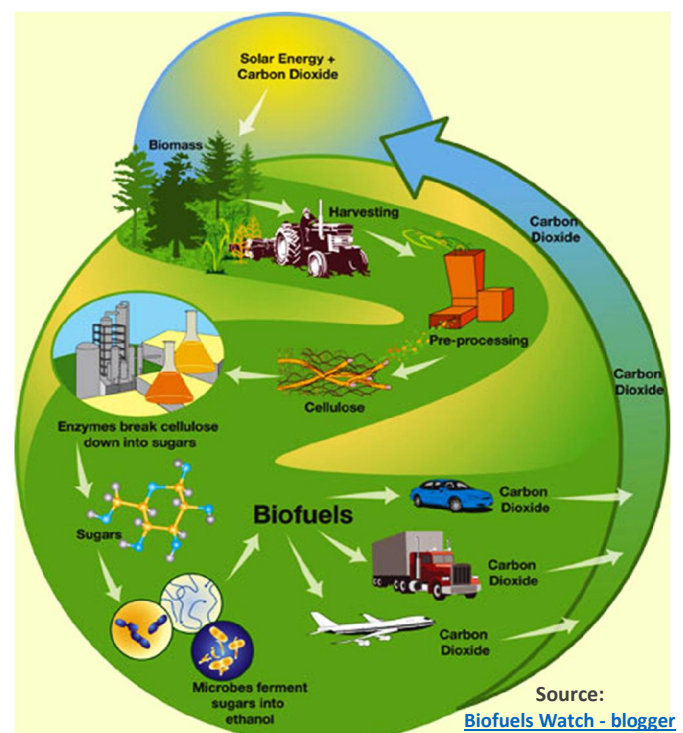 Solar Energy +
Carbon Dioxide
Biomass
Harvesting
Carbon
Dioxide
Pre-processing
Carbon
Dioxide
Cellulose
Enzymes break cellulose
down into sugars
Sugars
Biofuels
Carbon
Dioxide
Carbon
Dioxide
Carbon
Dioxide
Microbes ferment
sugars into
ethanol
Source:
Biofuels Watch - blogger